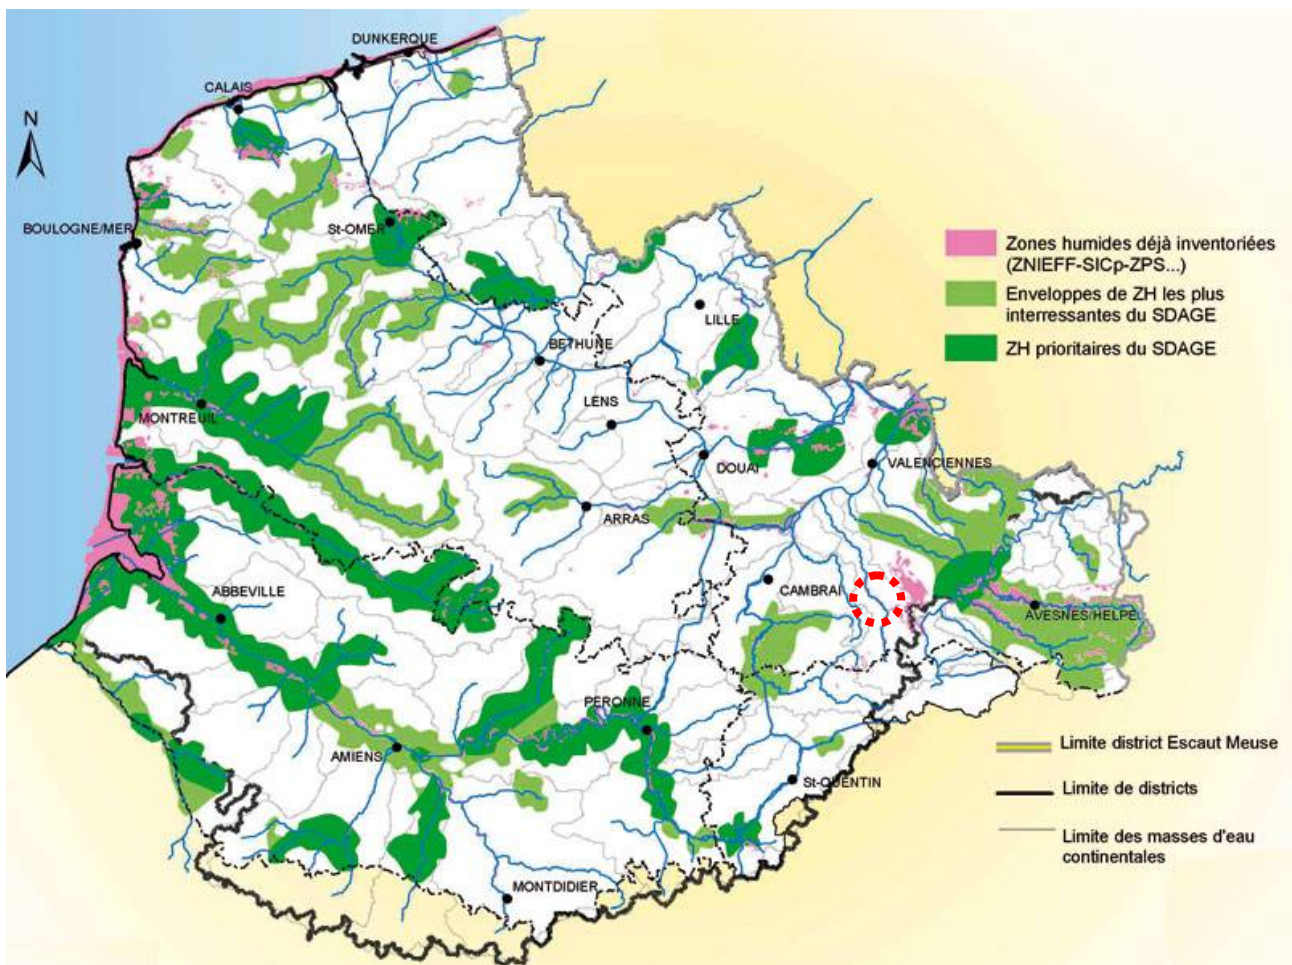 DUNKERQUE
CALAIS
N
St-OMER
BOULOGNE/MER
LILLE
BETHUNE
LENS
MONTREUIL
DOUAI
VALENCIENNES
ARRAS
CAMBRAI
ABBEVILLE
AVESNES/HELPE
PERONNE
AMIENS
St-QUENTIN
MONTDIDIER
Zones humides déjà inventoriées
(ZNIEFF-SICp-ZPS...)
Enveloppes de ZH les plus
interressantes du SDAGE
ZH prioritaires du SDAGE
Limite district Escaut Meuse
Limite de districts
Limite des masses d'eau
continentales